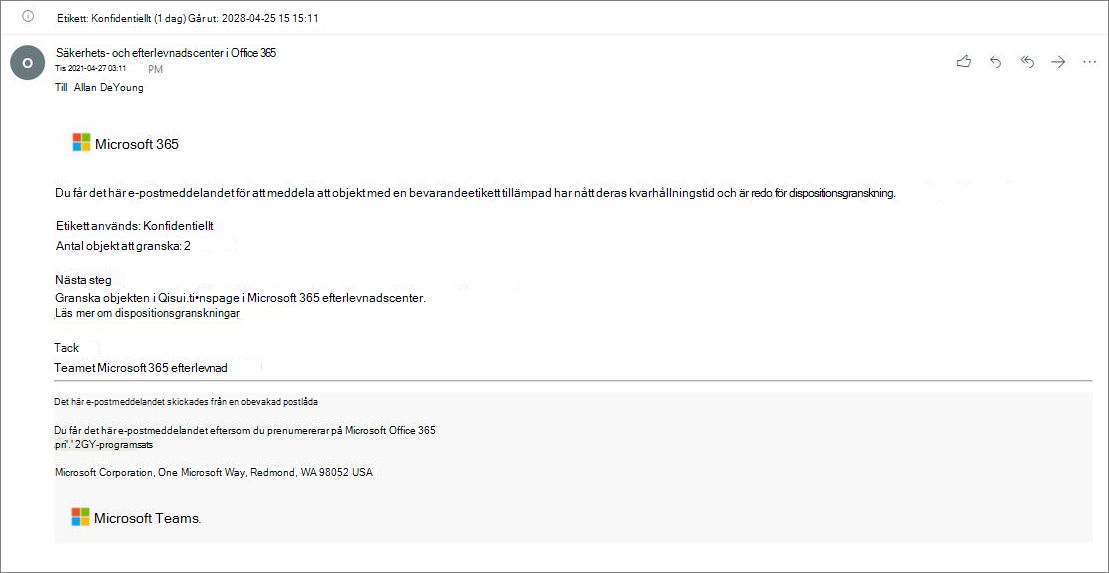 Etikett: Konfidentiellt (1 dag) Går ut: 2028-04-25 15 15:11
O
Säkerhets- och efterlevnadscenter i Office 365
Tis 2021-04-27 03:11 PM
Till Allan DeYoung
Microsoft 365
Du får det här e-postmeddelandet för att meddela att objekt med en bevarandeetikett tillämpad har nått deras kvarhållningstid och är redo för dispositionsgranskning.
Etikett används: Konfidentiellt
Antal objekt att granska: 2
Nästa steg
Granska objekten i Qisui.ti•nspage i Microsoft 365 efterlevnadscenter.
Läs mer om dispositionsgranskningar
Tack
Teamet Microsoft 365 efterlevnad
Det här e-postmeddelandet skickades från en obevakad postlåda
Du får det här e-postmeddelandet eftersom du prenumererar på Microsoft Office 365
2GY-programsats
Microsoft Corporation, One Microsoft Way, Redmond, WA 98052 USA
Microsoft Teams.